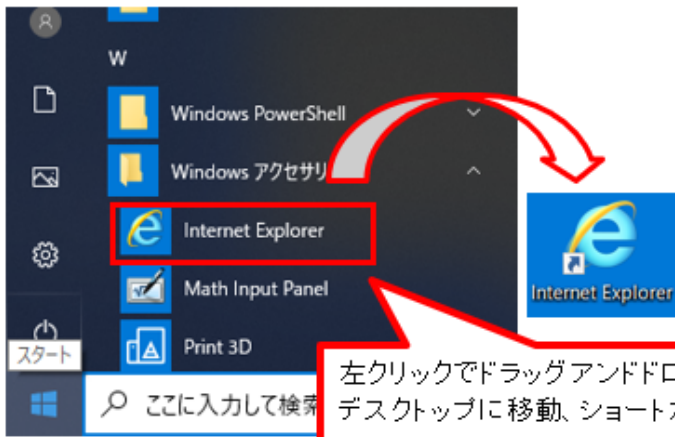 W
Windows PowerShell
Windows アクセサリ
Internet Explorer
Internet Explorer
Math Input Panel
Print 3D
スタート
左クリックでドラッグアンドドロ
デスクトップに移動、ショート
ここに入力して検索